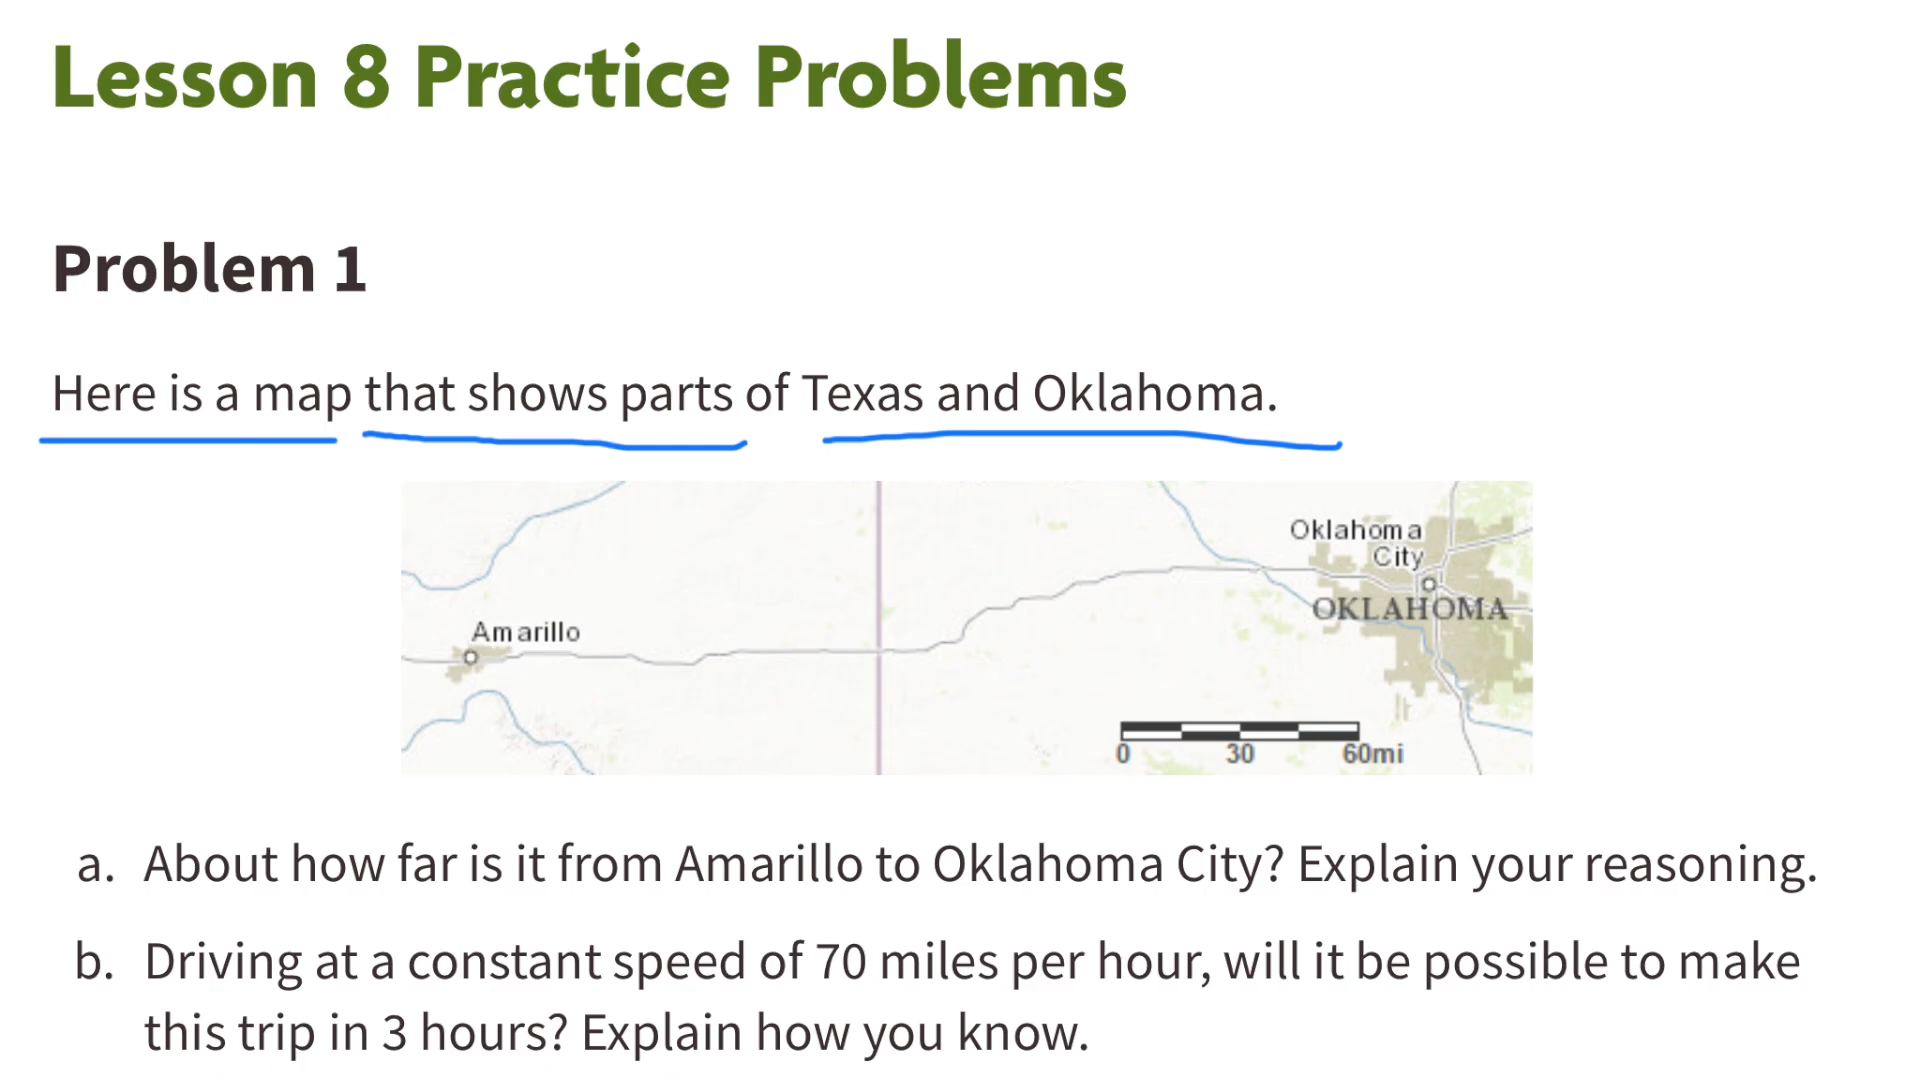 Lesson 8 Practice Problems
Problem 1
Here is a map that shows parts of Texas and Oklahoma.
Oklahoma
City
OKLAHOMA
Amarillo
0 30 60mi
a. About how far is it from Amarillo to Oklahoma City? Explain your reasoning.
b. Driving at a constant speed of 70 miles per hour, will it be possible to make
this trip in 3 hours? Explain how you know.